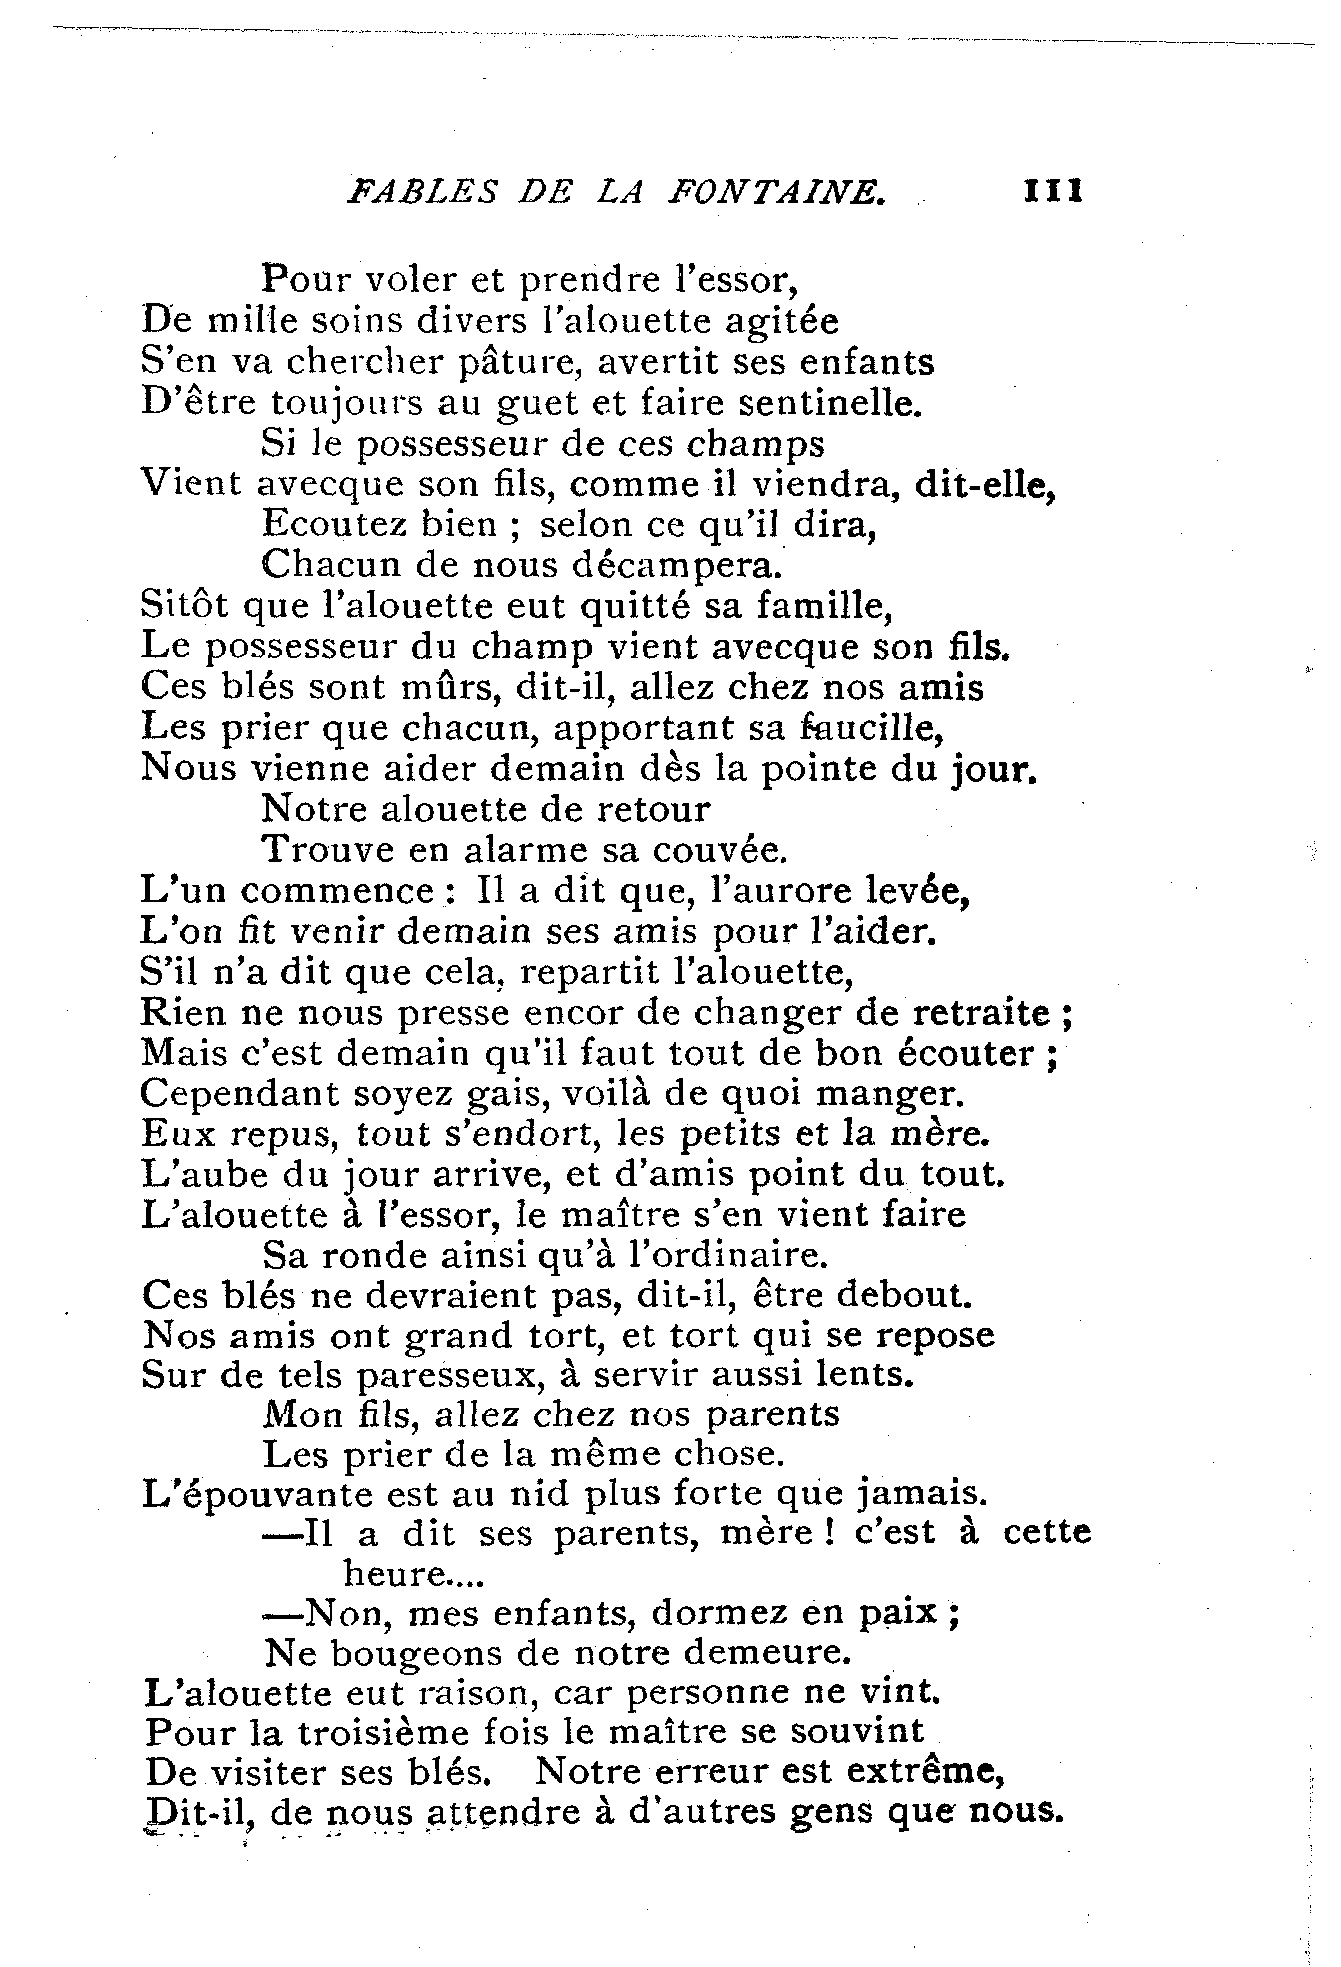 FABLES DE LA FONTAINE. 111
Pour voler et prendre l'essor,
De mille soins divers l'alouette agitée
S'en va chercher pâture, avertit ses enfants
D'être toujours au guet et faire sentinelle.
Si le possesseur de ces champs
Vient avecque son fils, comme il viendra, dit-elle,
Ecoutez bien ; selon ce qu'il dira,
Chacun de nous décampera.
Sitôt que l'alouette eut quitté sa famille,
Le possesseur du champ vient avecque son fils.
Ces blés sont mûrs, dit-il, allez chez nos amis
Les prier que chacun, apportant sa faucille,
Nous vienne aider demain dès la pointe du jour.
Notre alouette de retour
Trouve en alarme sa couvée.
L'un commence : Il a dit que, l'aurore levée,
L'on fit venir demain ses amis pour l'aider.
S'il n'a dit que cela, repartit l'alouette,
Rien ne nous presse encor de changer de retraite ;
Mais c'est demain qu'il faut tout de bon écouter ;
Cependant soyez gais, voilà de quoi manger.
Eux repus, tout s'endort, les petits et la mère.
L'aube du jour arrive, et d'amis point du tout.
L'alouette à l'essor, le maître s'en vient faire
Sa ronde ainsi qu'à l'ordinaire.
Ces blés ne devraient pas, dit-il, être debout.
Nos amis ont grand tort, et tort qui se repose
Sur de tels paresseux, à servir aussi lents.
Mon fils, allez chez nos parents
Les prier de la même chose.
L'épouvante est au nid plus forte que jamais.
—Il a dit ses parents, mère ! c'est à cette
heure....
—Non, mes enfants, dormez en paix ;
Ne bougeons de notre demeure.
L'alouette eut raison, car personne ne vint.
Pour la troisième fois le maître se souvint
De visiter ses blés. Notre erreur est extrême,
Dit-il, de nous attendre à d'autres gens que nous.